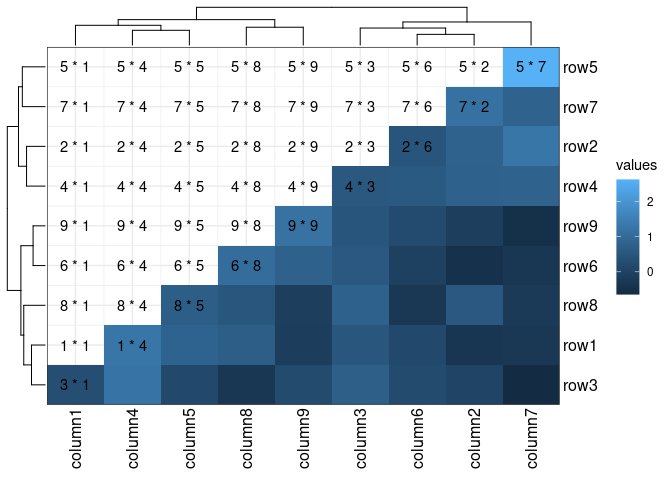 5 * 1 5 * 4 5 * 5 5 * 8 5 * 9 5 * 3 5 * 6 5 * 2 5 * 7 row5
7 * 1 7 * 4 7 * 5 7 * 8 7 * 9 7 * 3 7 * 6 7 * 2 row7
2 * 1 2 * 4 2 * 5 2 * 8 2 * 9 2 * 3 2 * 6 row2
4 * 1 4 * 4 4 * 5 4 * 8 4 * 9 4 * 3 row4
9 * 1 9 * 4 9 * 5 9 * 8 9 * 9 row9
6 * 1 6 * 4 6 * 5 6 * 8 row6
8 * 1 8 * 4 8 * 5 row8
1 * 1 1 * 4 row1
3 * 1 row3
column1 column4 column5 column8 column9 column3 column6 column2 column7
values
2
1
0